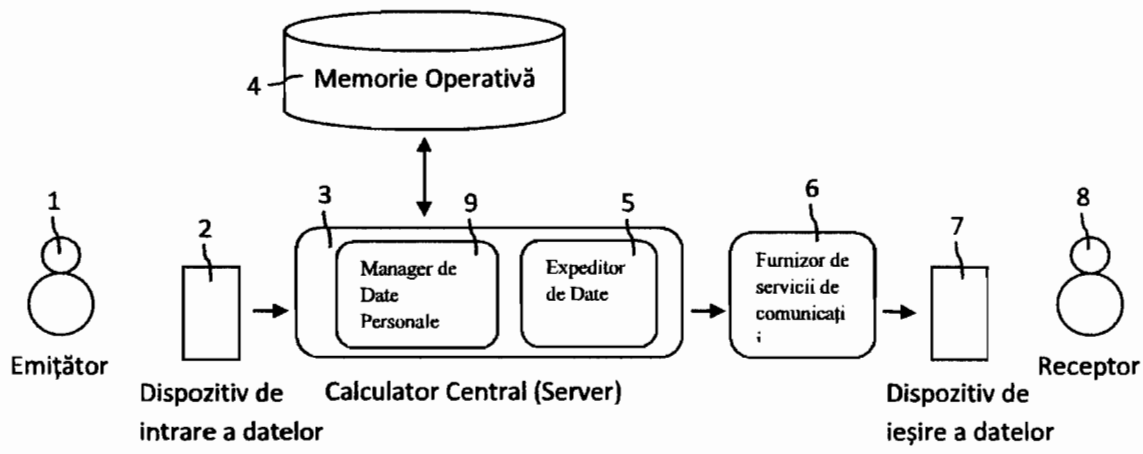 4
Memorie Operativă
1
2
3
9
5
6
7
8
Manager de
Date
Personale
Expeditor
de Date
Furnizor de
servicii de
comunicați
i
Emițător
Receptor
Dispozitiv de
intrare a datelor
Calculator Central (Server)
Dispozitiv de
ieșire a datelor